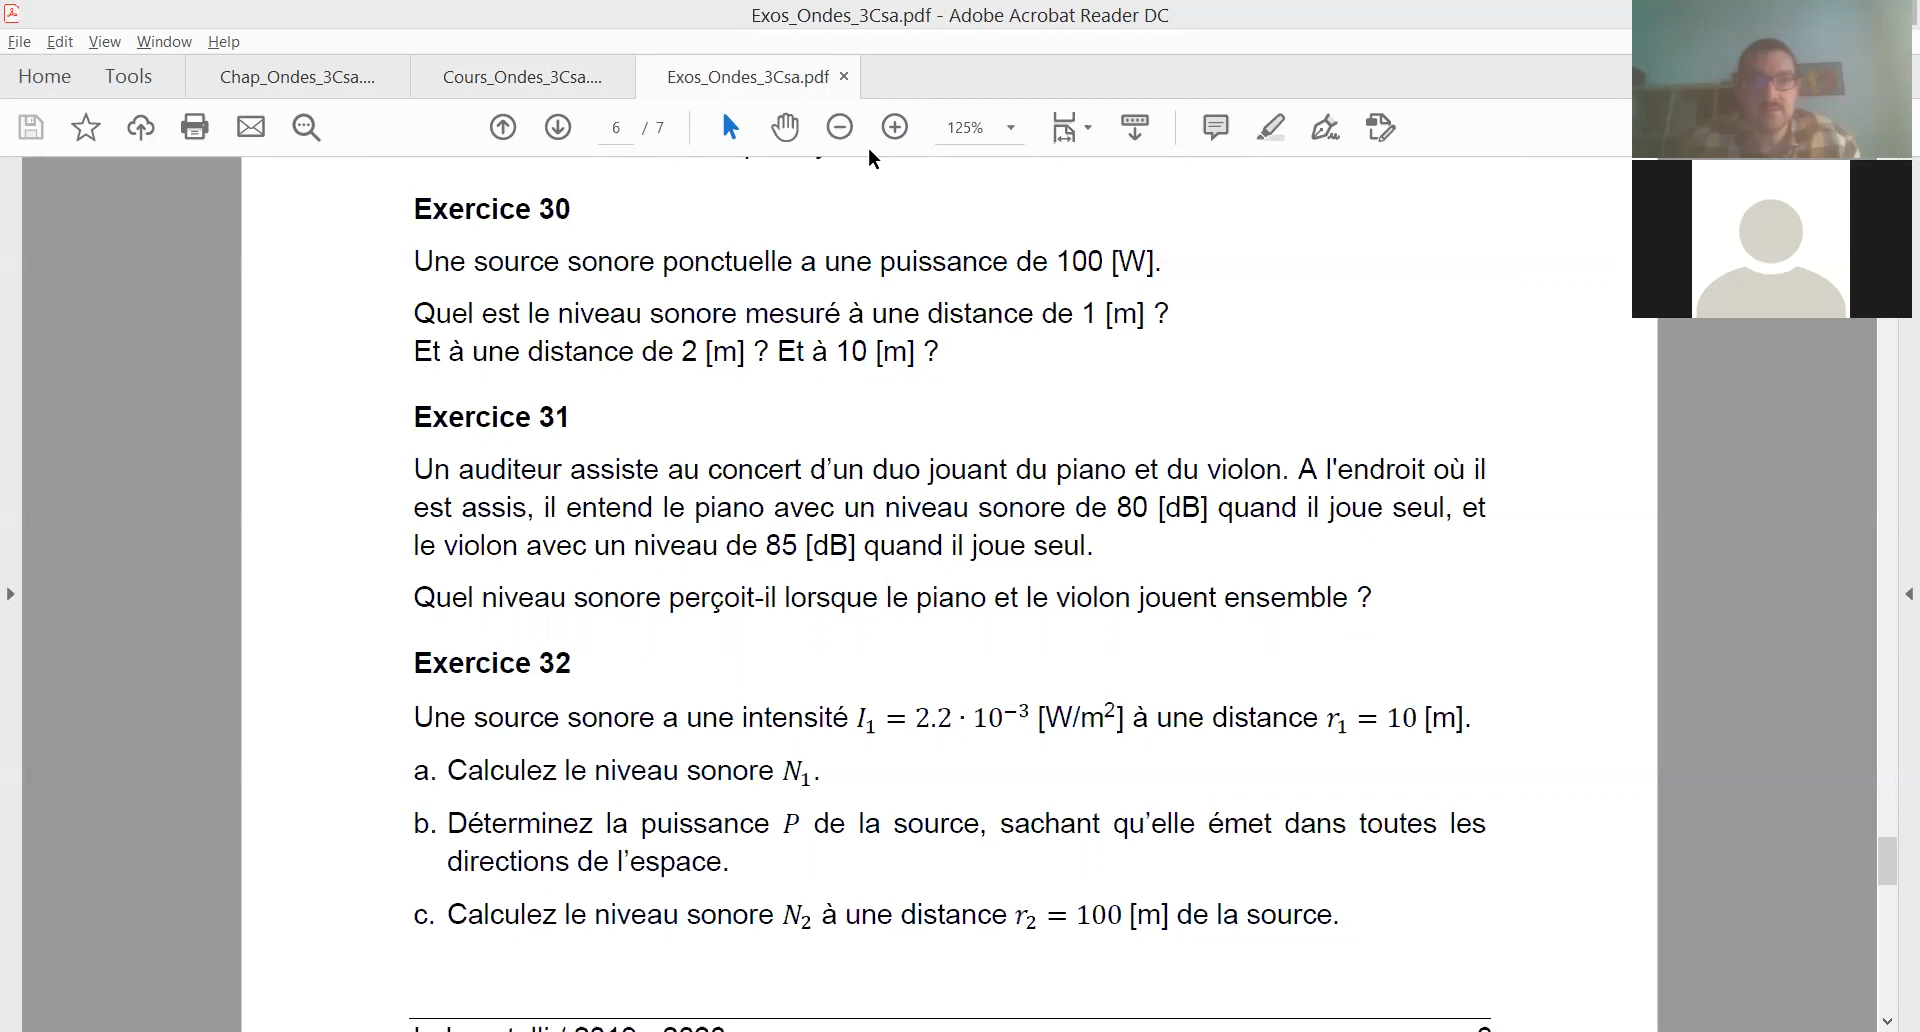 Exos_Ondes_3Csa.pdf - Adobe Acrobat Reader DC
File Edit View Window Help
Home Tools Chap_Ondes_3Csa.... Cours_Ondes_3Csa.... Exos_Ondes_3Csa.pdf ×
6 / 7 125%
Exercice 30
Une source sonore ponctuelle a une puissance de 100 [W].
Quel est le niveau sonore mesuré à une distance de 1 [m] ?
Et à une distance de 2 [m] ? Et à 10 [m] ?
Exercice 31
Un auditeur assiste au concert d’un duo jouant du piano et du violon. A l'endroit où il
est assis, il entend le piano avec un niveau sonore de 80 [dB] quand il joue seul, et
le violon avec un niveau de 85 [dB] quand il joue seul.
Quel niveau sonore perçoit-il lorsque le piano et le violon jouent ensemble ?
Exercice 32
Une source sonore a une intensité I₁ = 2.2 · 10⁻³ [W/m²] à une distance r₁ = 10 [m].
a. Calculez le niveau sonore N₁.
b. Déterminez la puissance P de la source, sachant qu’elle émet dans toutes les
directions de l’espace.
c. Calculez le niveau sonore N₂ à une distance r₂ = 100 [m] de la source.